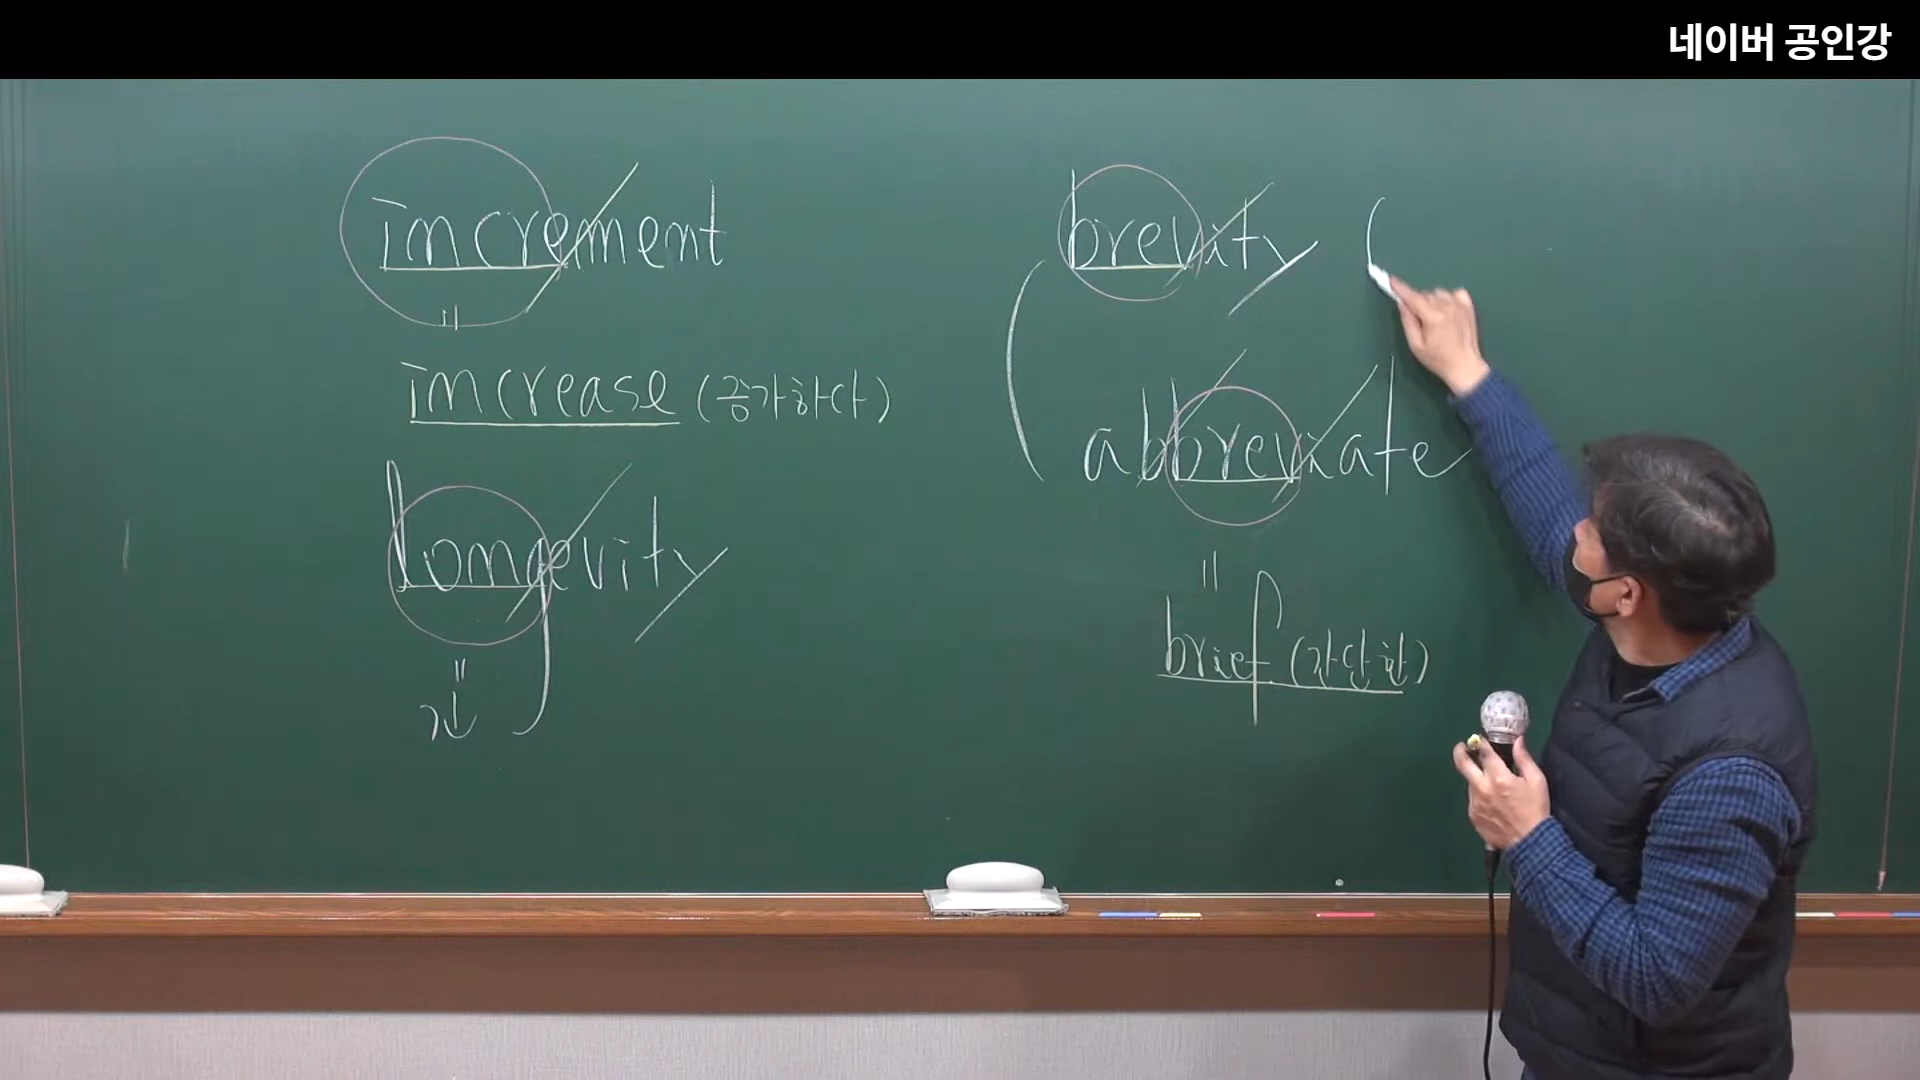 네이버 공인강
increment
"
increase (증가하다)
longevity
"
긴
brevity (
( abbreviate
"
brief (간단한)